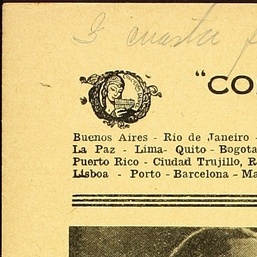 "CO
Buenos Aires - Rio de Janeiro -
La Paz - Lima- Quito - Bogota
Puerto Rico - Ciudad Trujillo, R
Lisboa - Porto - Barcelona - Ma